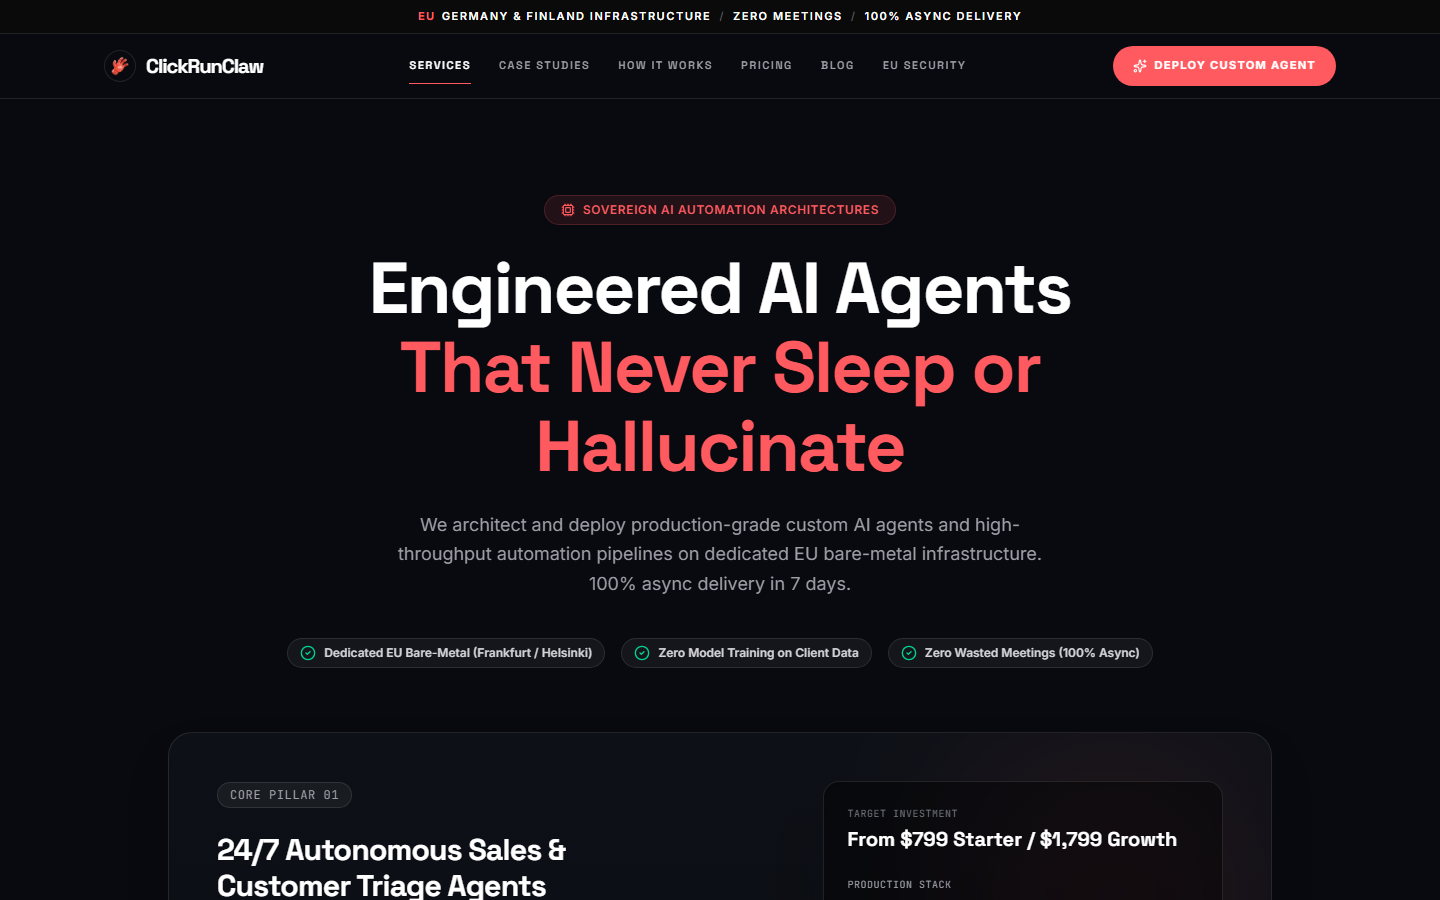 EU GERMANY & FINLAND INFRASTRUCTURE / ZERO MEETINGS / 100% ASYNC DELIVERY
ClickRunClaw
SERVICES CASE STUDIES HOW IT WORKS PRICING BLOG EU SECURITY
DEPLOY CUSTOM AGENT
SOVEREIGN AI AUTOMATION ARCHITECTURES
Engineered AI Agents
That Never Sleep or
Hallucinate
We architect and deploy production-grade custom AI agents and high-
throughput automation pipelines on dedicated EU bare-metal infrastructure.
100% async delivery in 7 days.
Dedicated EU Bare-Metal (Frankfurt / Helsinki)
Zero Model Training on Client Data
Zero Wasted Meetings (100% Async)
CORE PILLAR 01
24/7 Autonomous Sales &
Customer Triage Agents
TARGET INVESTMENT
From $799 Starter / $1,799 Growth
PRODUCTION STACK